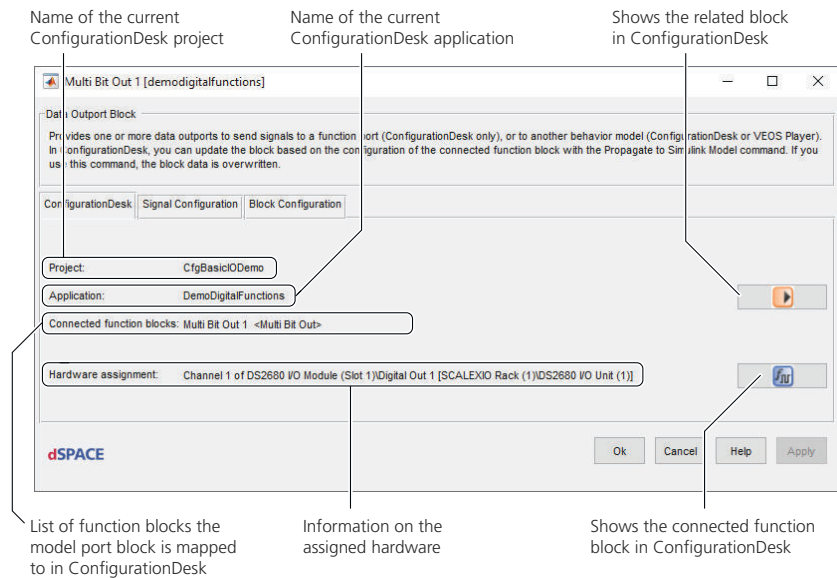 Name of the current
ConfigurationDesk project
Name of the current
ConfigurationDesk application
Shows the related block
in ConfigurationDesk
Multi Bit Out 1 [demodigitalfunctions]
Data Outport Block
Provides one or more data outports to send signals to a function port (ConfigurationDesk only), or to another behavior model (ConfigurationDesk or VEOS Player).
In ConfigurationDesk, you can update the block based on the configuration of the connected function block with the Propagate to Simulink Model command. If you
use this command, the block data is overwritten.
ConfigurationDesk Signal Configuration Block Configuration
Project: CfgBasicIODemo
Application: DemoDigitalFunctions
Connected function blocks: Multi Bit Out 1 <Multi Bit Out>
Hardware assignment: Channel 1 of DS2680 I/O Module (Slot 1)\Digital Out 1 [SCALEXIO Rack (1)\DS2680 I/O Unit (1)]
dSPACE
Ok Cancel Help Apply
List of function blocks the
model port block is mapped
to in ConfigurationDesk
Information on the
assigned hardware
Shows the connected function
block in ConfigurationDesk